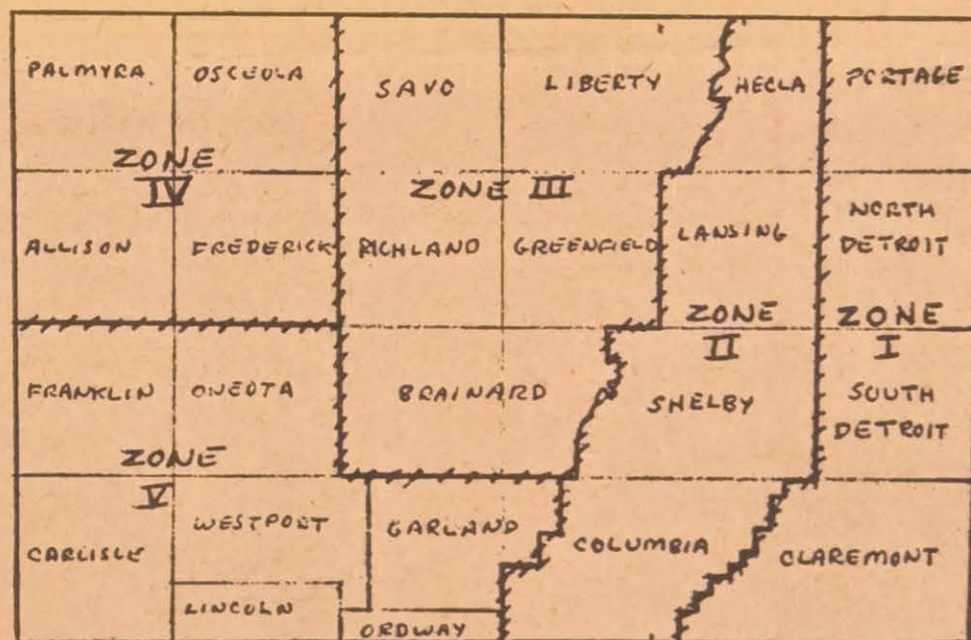 PALMYRA OSCEOLA SAVO LIBERTY HECLA PORTAGE
ZONE IV ZONE III
ALLISON FREDERICK RICHLAND GREENFIELD LANSING NORTH DETROIT
ZONE II ZONE I
FRANKLIN ONEOTA BRAINARD SHELBY SOUTH DETROIT
ZONE V
CARLISLE WESTPORT GARLAND COLUMBIA CLAREMONT
LINCOLN ORDWAY